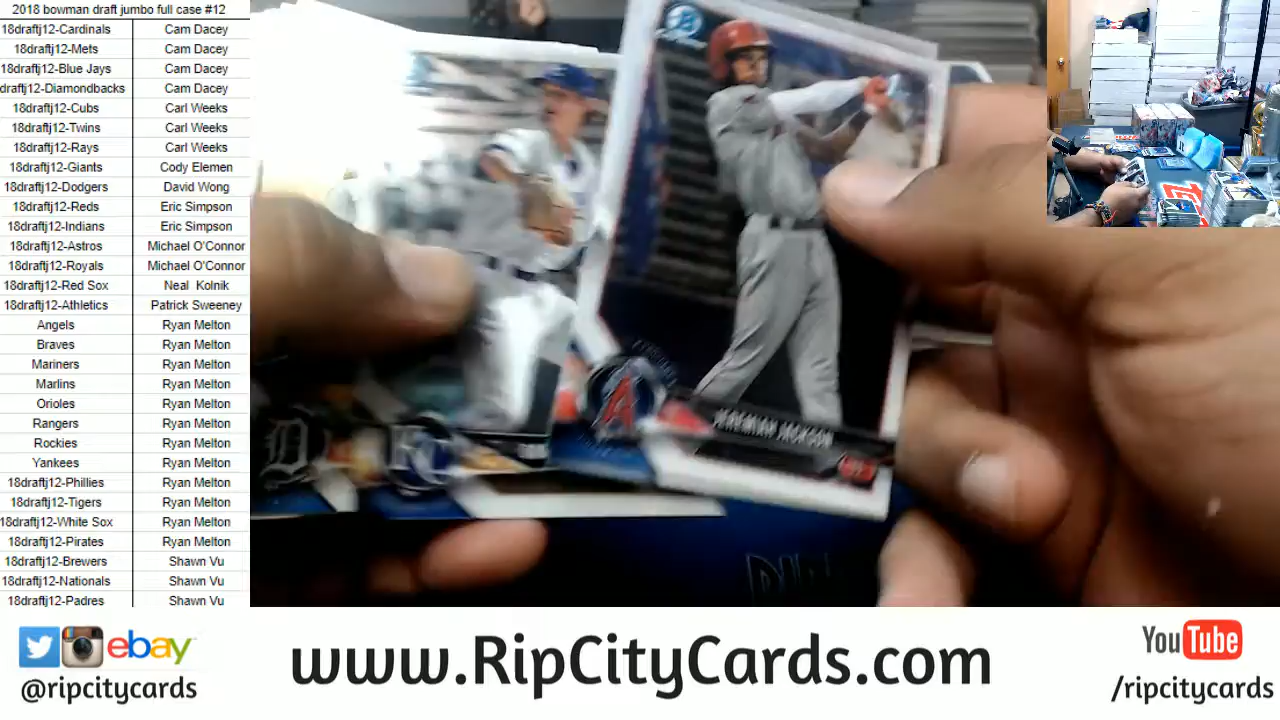 2018 bowman draft jumbo full case #12
18draftj12-Cardinals Cam Dacey
18draftj12-Mets Cam Dacey
18draftj12-Blue Jays Cam Dacey
draftj12-Diamondbacks Cam Dacey
18draftj12-Cubs Carl Weeks
18draftj12-Twins Carl Weeks
18draftj12-Rays Carl Weeks
18draftj12-Giants Cody Elemen
18draftj12-Dodgers David Wong
18draftj12-Reds Eric Simpson
18draftj12-Indians Eric Simpson
18draftj12-Astros Michael O'Connor
18draftj12-Royals Michael O'Connor
18draftj12-Red Sox Neal Kolnik
18draftj12-Athletics Patrick Sweeney
Angels Ryan Melton
Braves Ryan Melton
Mariners Ryan Melton
Marlins Ryan Melton
Orioles Ryan Melton
Rangers Ryan Melton
Rockies Ryan Melton
Yankees Ryan Melton
18draftj12-Phillies Ryan Melton
18draftj12-Tigers Ryan Melton
18draftj12-White Sox Ryan Melton
18draftj12-Pirates Ryan Melton
18draftj12-Brewers Shawn Vu
18draftj12-Nationals Shawn Vu
18draftj12-Padres Shawn Vu
JEREMIAH JACKSON
D
KC
A
ebay
@ripcitycards
www.RipCityCards.com
YouTube
/ripcitycards